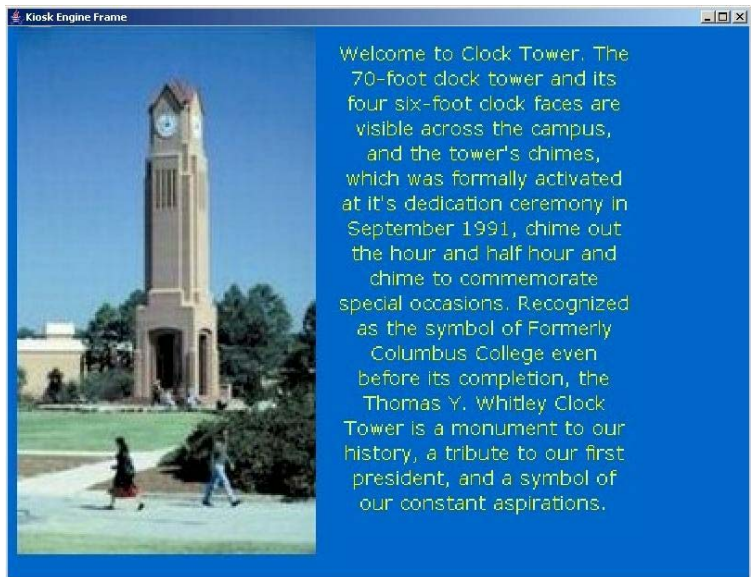 Kiosk Engine Frame
Welcome to Clock Tower. The
70-foot clock tower and its
four six-foot clock faces are
visible across the campus,
and the tower's chimes,
which was formally activated
at it's dedication ceremony in
September 1991, chime out
the hour and half hour and
chime to commemorate
special occasions. Recognized
as the symbol of Formerly
Columbus College even
before its completion, the
Thomas Y. Whitley Clock
Tower is a monument to our
history, a tribute to our first
president, and a symbol of
our constant aspirations.